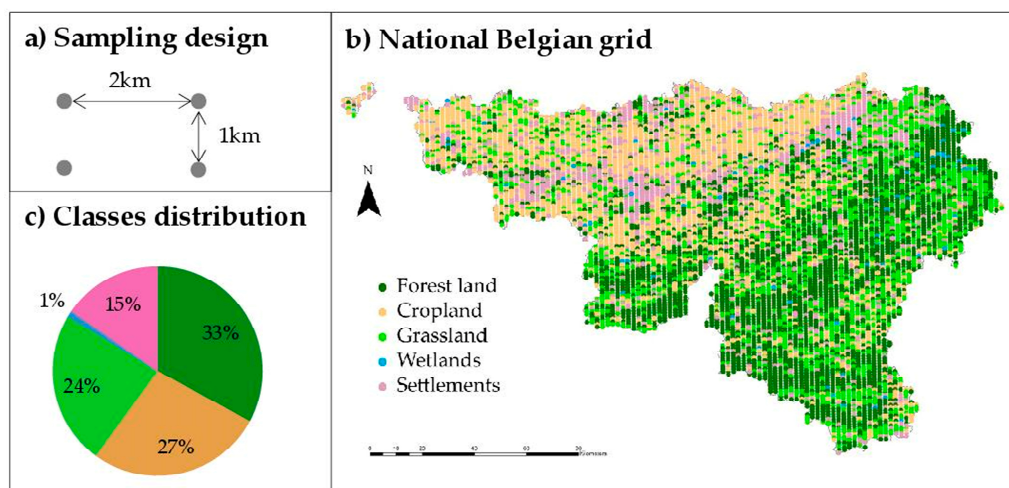 a) Sampling design
2km
1km
b) National Belgian grid
N
Forest land
Cropland
Grassland
Wetlands
Settlements
c) Classes distribution
1%
15%
33%
24%
27%